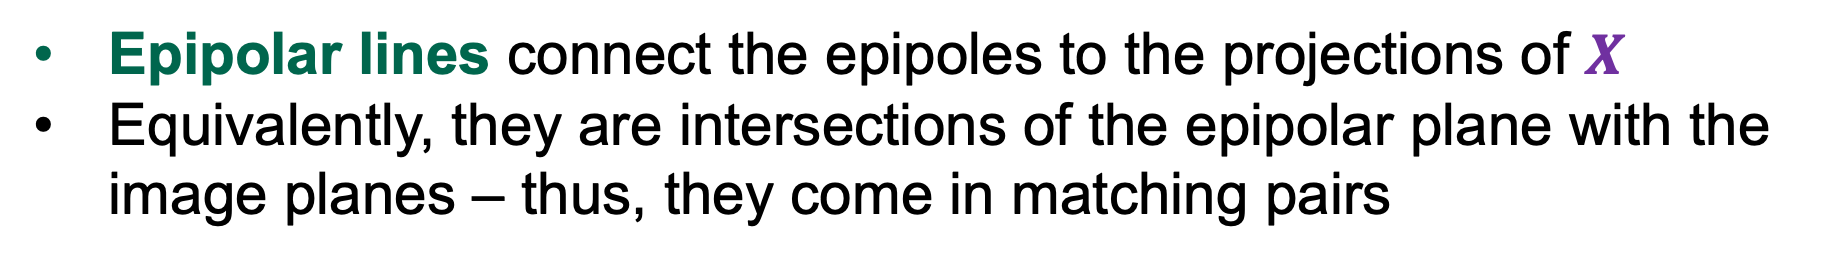 • Epipolar lines connect the epipoles to the projections of X
• Equivalently, they are intersections of the epipolar plane with the
image planes – thus, they come in matching pairs